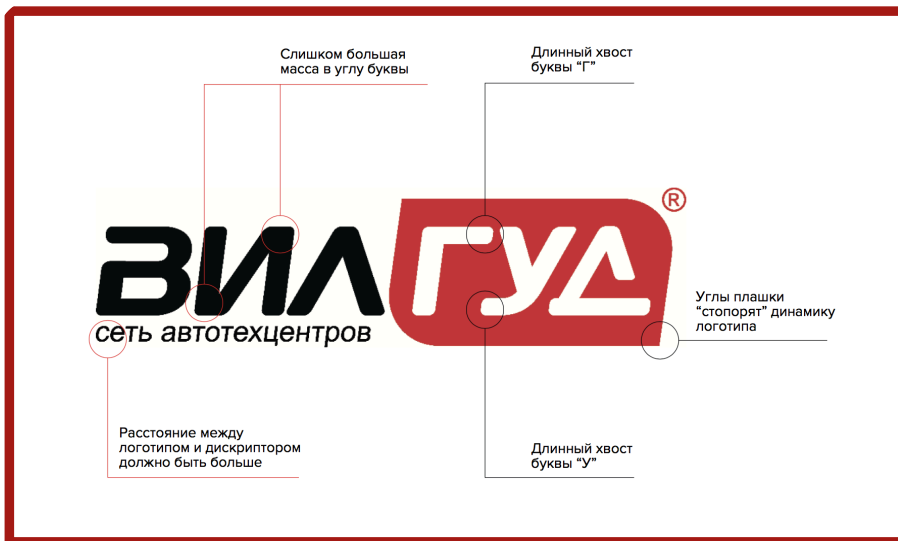 Слишком большая
масса в углу буквы
Длинный хвост
буквы “Г”
ВИЛГУД®
сеть автотехцентров
Углы плашки
“стопорят” динамику
логотипа
Расстояние между
логотипом и дискриптором
должно быть больше
Длинный хвост
буквы “У”